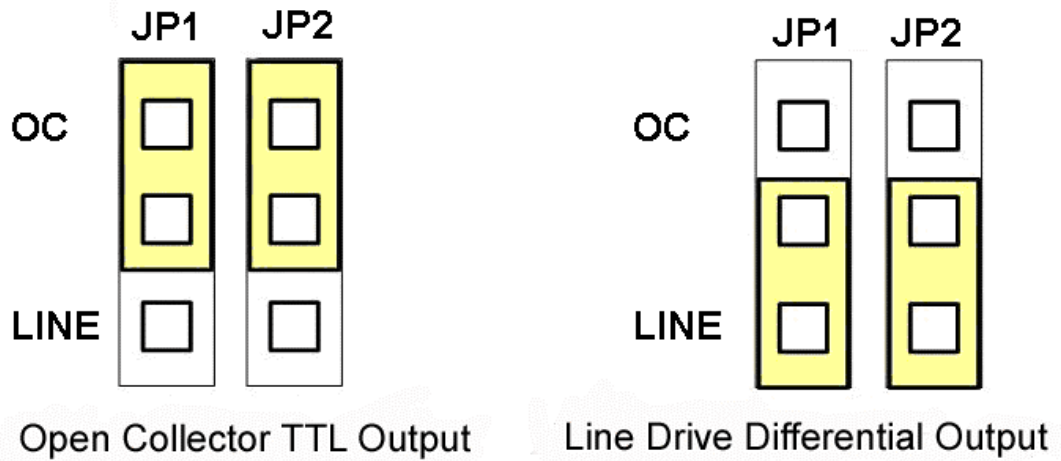 JP1 JP2
OC
LINE
Open Collector TTL Output
JP1 JP2
OC
LINE
Line Drive Differential Output